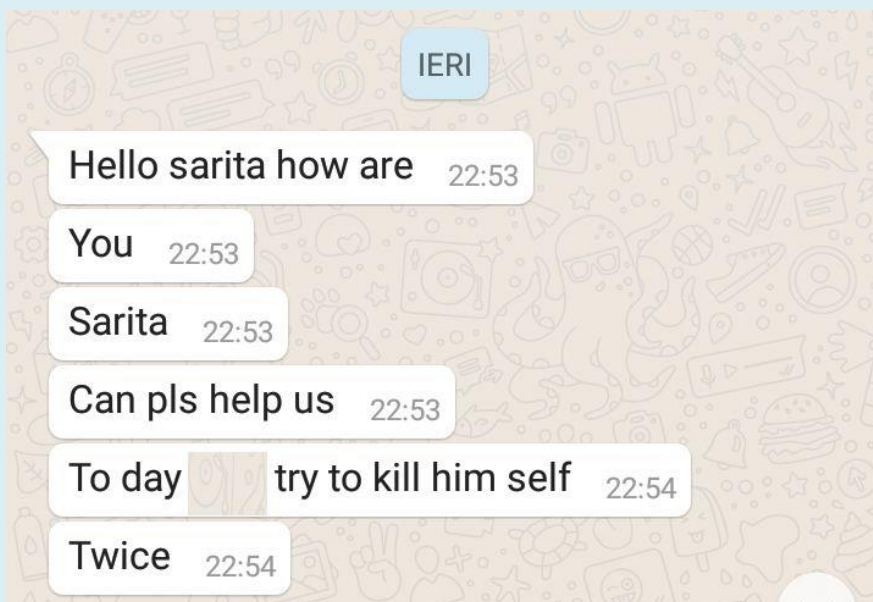 IERI
Hello sarita how are 22:53
You 22:53
Sarita 22:53
Can pls help us 22:53
To day try to kill him self 22:54
Twice 22:54